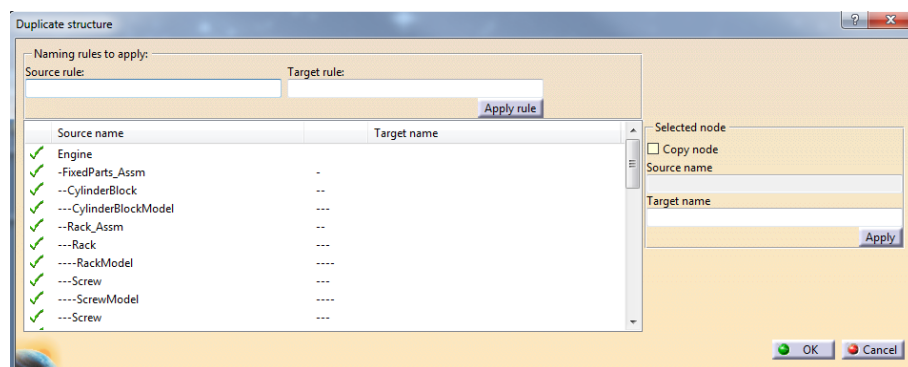 Duplicate structure
Naming rules to apply:
Source rule: Target rule:
Apply rule
Source name Target name
Engine
-FixedParts_Assm -
--CylinderBlock --
---CylinderBlockModel ---
--Rack_Assm --
---Rack ---
----RackModel ----
---Screw ---
----ScrewModel ----
---Screw ---
Selected node
Copy node
Source name
Target name
Apply
OK Cancel